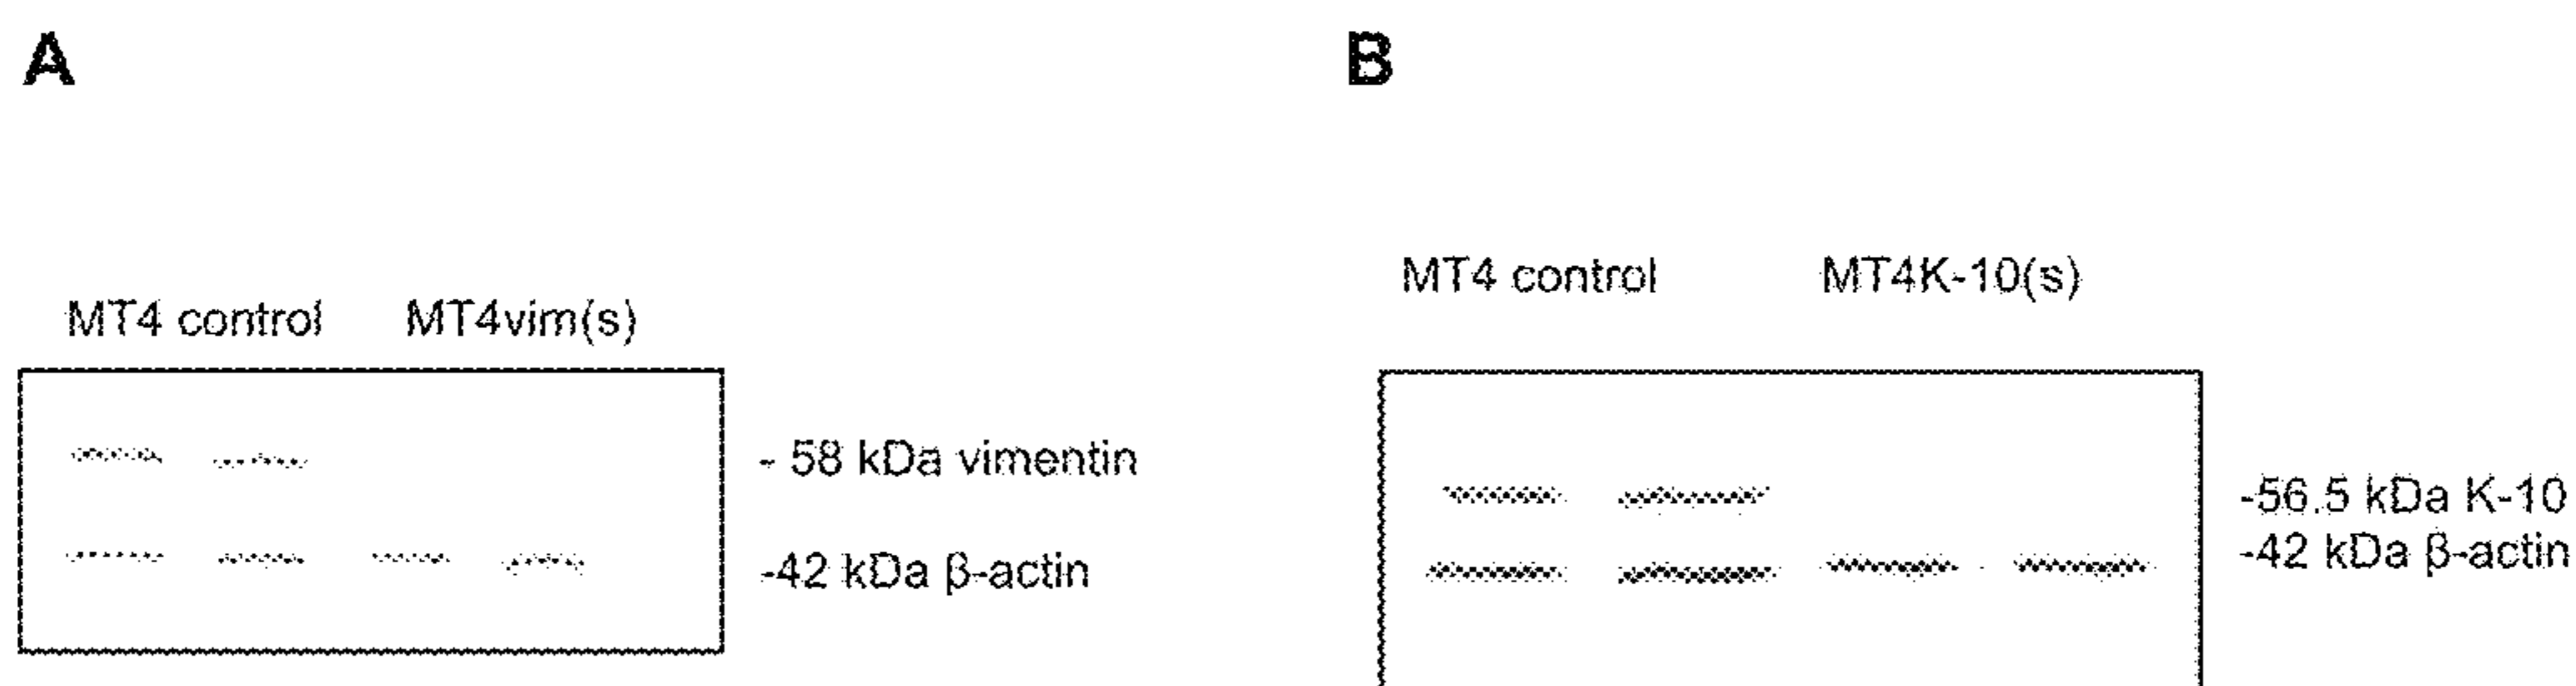 A
MT4 control MT4vim(s)
- 58 kDa vimentin
-42 kDa β-actin
B
MT4 control MT4K-10(s)
-56.5 kDa K-10
-42 kDa β-actin